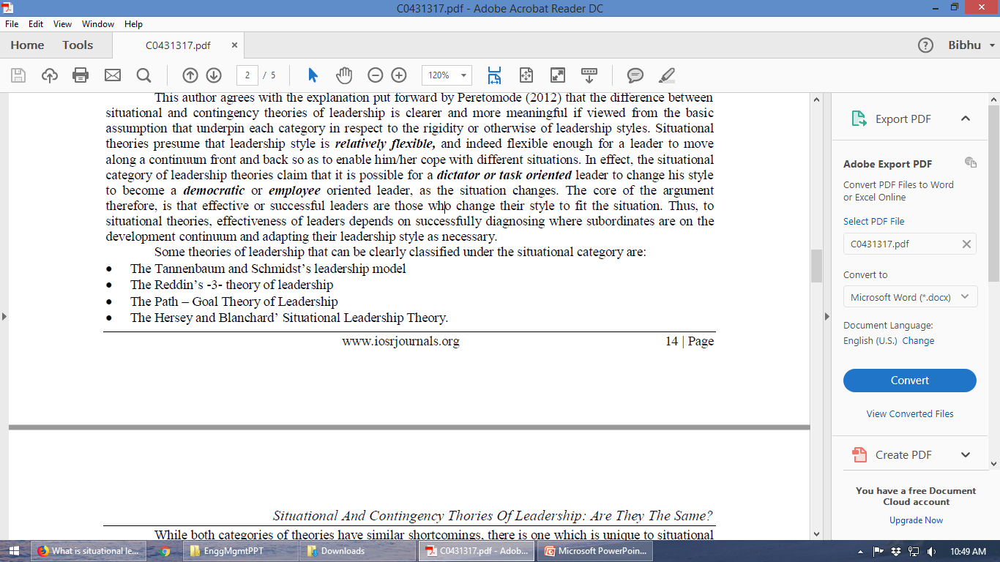 C0431317.pdf - Adobe Acrobat Reader DC
File Edit View Window Help
Home Tools C0431317.pdf × ? Bibhu
2 / 5 120%
This author agrees with the explanation put forward by Peretomode (2012) that the difference between
situational and contingency theories of leadership is clearer and more meaningful if viewed from the basic
assumption that underpin each category in respect to the rigidity or otherwise of leadership styles. Situational
theories presume that leadership style is relatively flexible, and indeed flexible enough for a leader to move
along a continuum front and back so as to enable him/her cope with different situations. In effect, the situational
category of leadership theories claim that it is possible for a dictator or task oriented leader to change his style
to become a democratic or employee oriented leader, as the situation changes. The core of the argument
therefore, is that effective or successful leaders are those who change their style to fit the situation. Thus, to
situational theories, effectiveness of leaders depends on successfully diagnosing where subordinates are on the
development continuum and adapting their leadership style as necessary.
Some theories of leadership that can be clearly classified under the situational category are:
• The Tannenbaum and Schmidst's leadership model
• The Reddin's -3- theory of leadership
• The Path – Goal Theory of Leadership
• The Hersey and Blanchard' Situational Leadership Theory.
www.iosrjournals.org 14 | Page
Situational And Contingency Thories Of Leadership: Are They The Same?
While both categories of theories have similar shortcomings, there is one which is unique to situational
Export PDF
Adobe Export PDF
Convert PDF Files to Word
or Excel Online
Select PDF File
C0431317.pdf
Convert to
Microsoft Word (*.docx)
Document Language:
English (U.S.) Change
Convert
View Converted Files
Create PDF
You have a free Document
Cloud account
Upgrade Now
What is situational le... EnggMgmtPPT Downloads C0431317.pdf - Adob... Microsoft PowerPoin... 10:49 AM